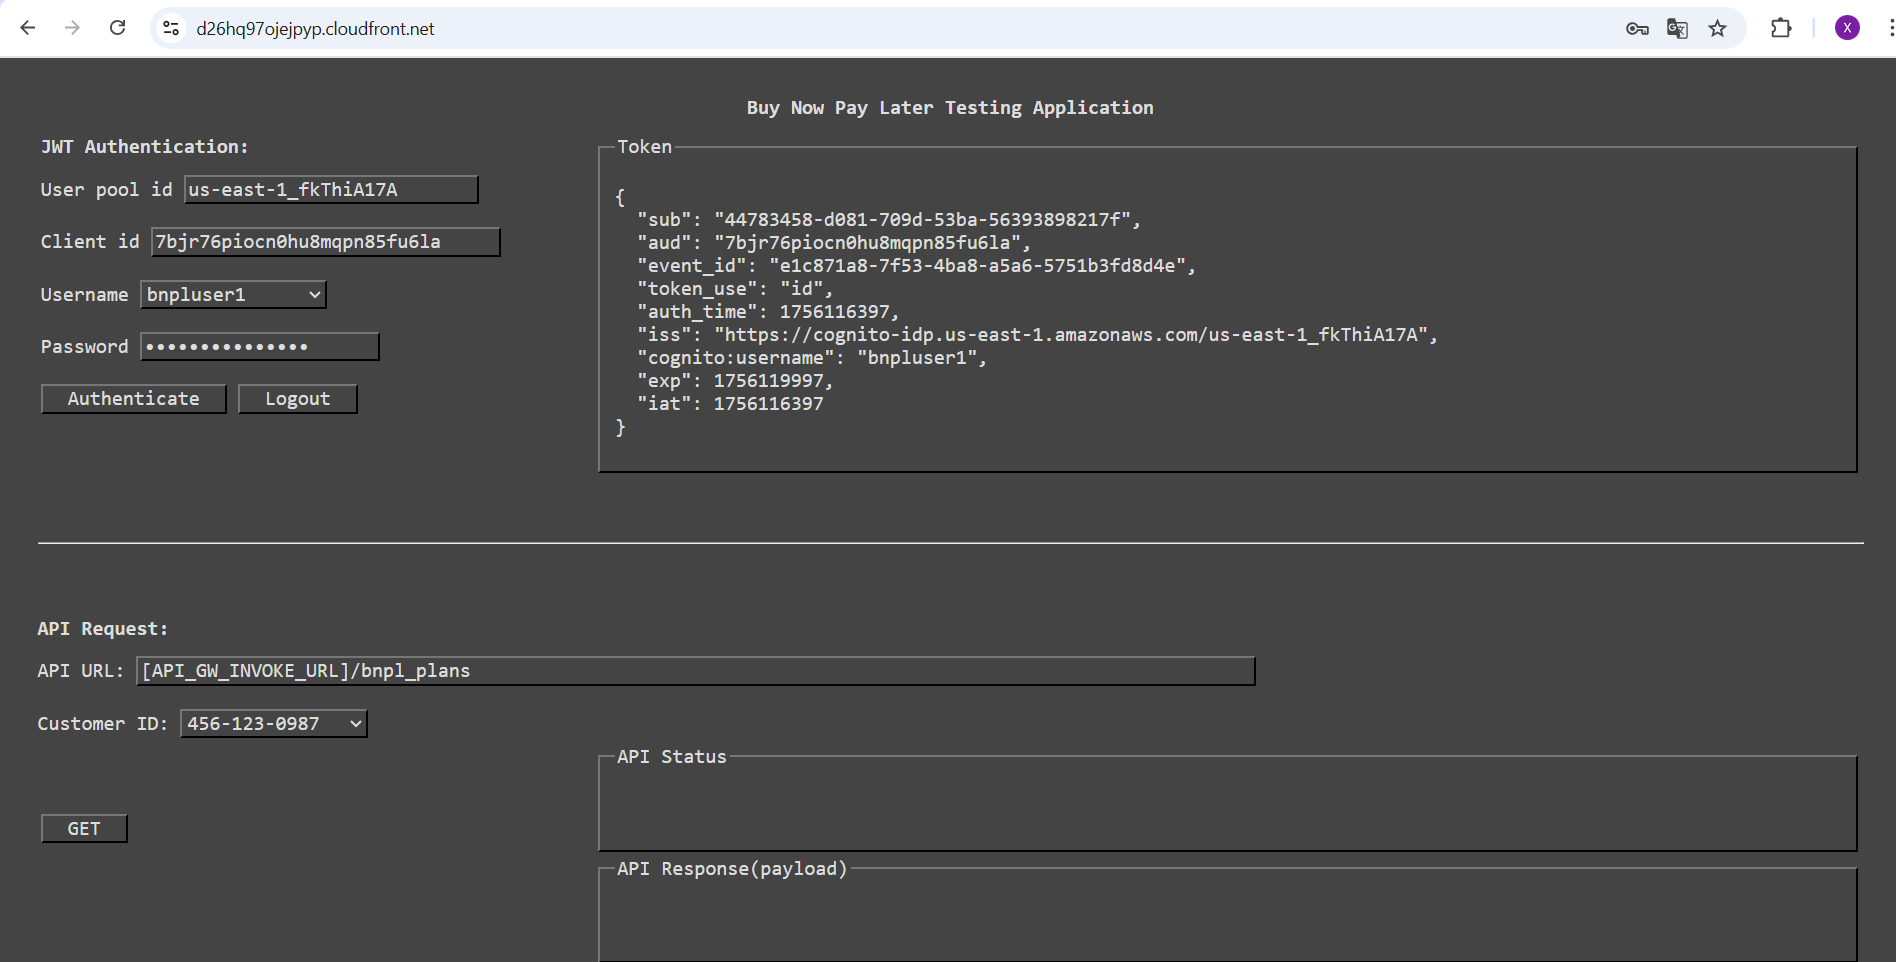 d26hq97ojejpyp.cloudfront.net
X
Buy Now Pay Later Testing Application
JWT Authentication:
User pool id us-east-1_fkThiA17A
Client id 7bjr76piocn0hu8mqpn85fu6la
Username bnpluser1
Password •••••••••••••••
Authenticate Logout
Token
{
"sub": "44783458-d081-709d-53ba-56393898217f",
"aud": "7bjr76piocn0hu8mqpn85fu6la",
"event_id": "e1c871a8-7f53-4ba8-a5a6-5751b3fd8d4e",
"token_use": "id",
"auth_time": 1756116397,
"iss": "https://cognito-idp.us-east-1.amazonaws.com/us-east-1_fkThiA17A",
"cognito:username": "bnpluser1",
"exp": 1756119997,
"iat": 1756116397
}
API Request:
API URL: [API_GW_INVOKE_URL]/bnpl_plans
Customer ID: 456-123-0987
GET
API Status
API Response(payload)